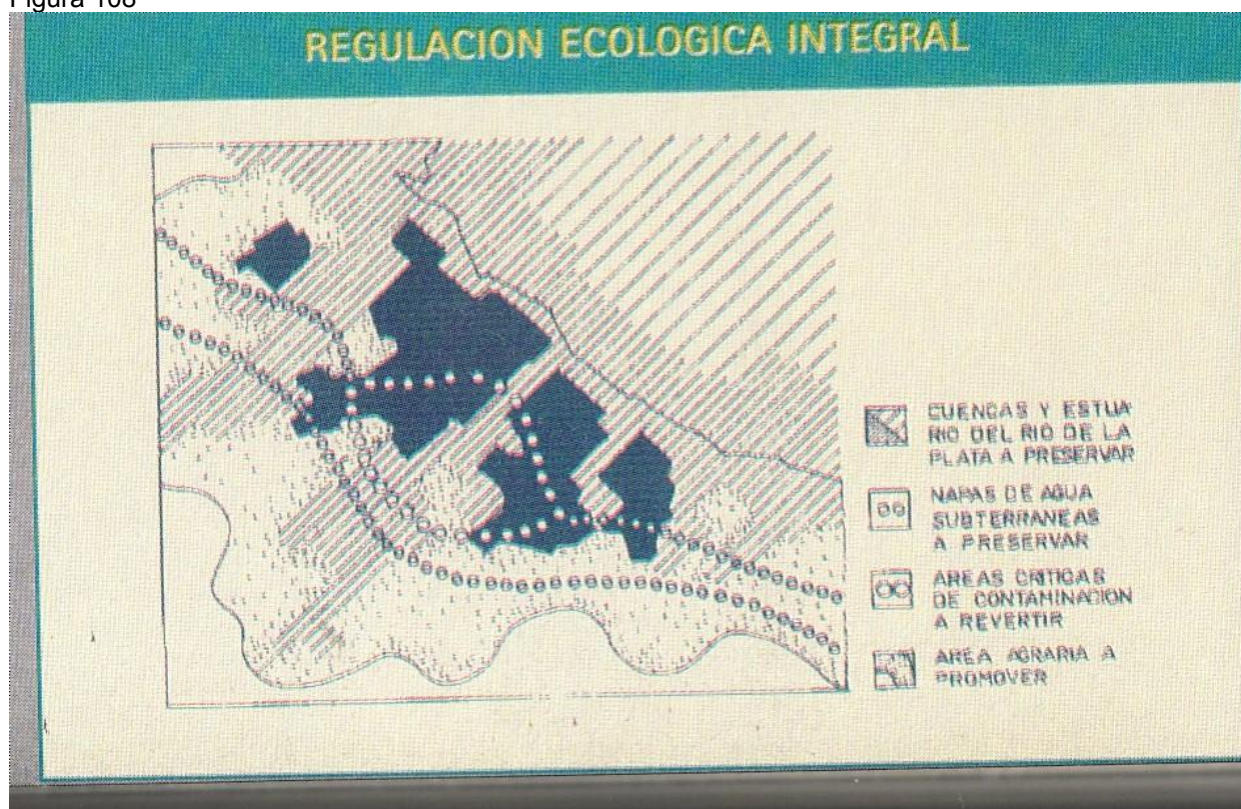 Figura 108
REGULACION ECOLOGICA INTEGRAL
CUENCAS Y ESTUA
RIO DEL RIO DE LA
PLATA A PRESERVAR
NAPAS DE AGUA
SUBTERRANEAS
A PRESERVAR
AREAS CRITICAS
DE CONTAMINACION
A REVERTIR
AREA AGRARIA A
PROMOVER